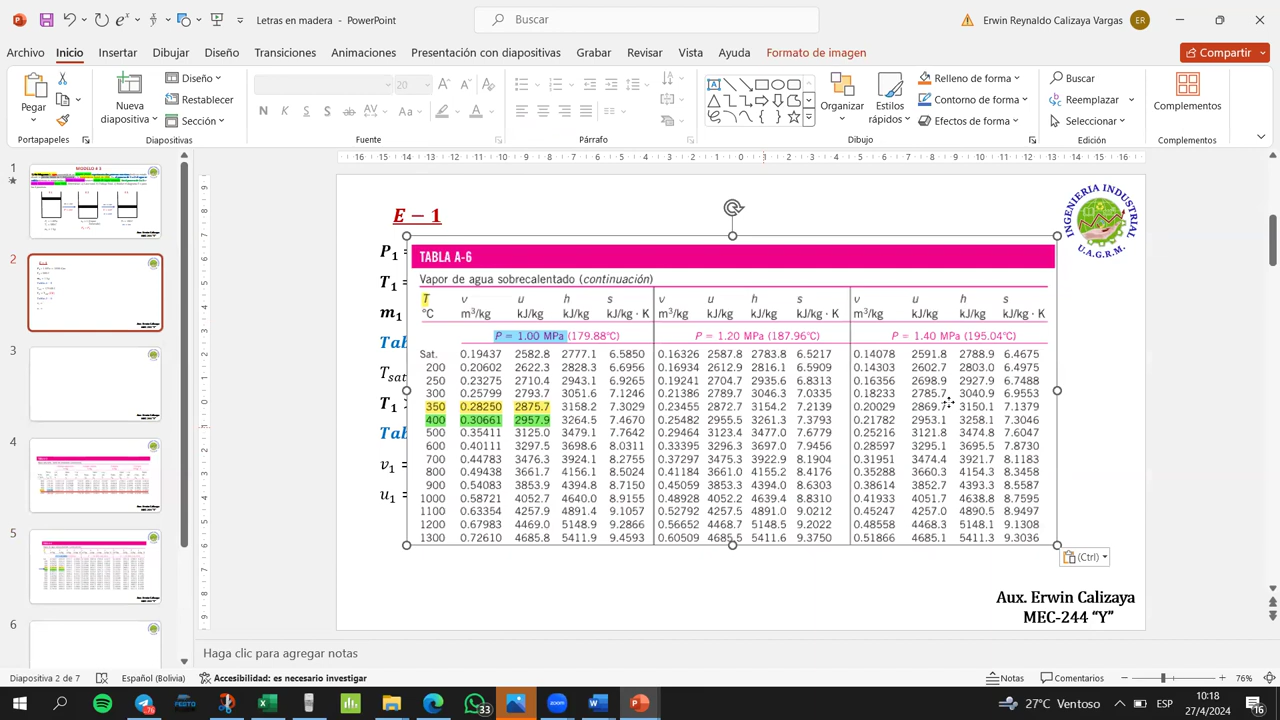 Letras en madera • PowerPoint
Buscar
Erwin Reynaldo Calizaya Vargas
ER
Archivo Inicio Insertar Dibujar Diseño Transiciones Animaciones Presentación con diapositivas Grabar Revisar Vista Ayuda Formato de imagen
Compartir
Pegar
Nueva diapositiva
Diseño
Restablecer
Sección
20
Organizar
Estilos rápidos
Relleno de forma
Contorno de forma
Efectos de forma
Buscar
Reemplazar
Seleccionar
Complementos
Portapapeles Diapositivas Fuente Párrafo Dibujo Edición Complementos
1
2
3
4
5
6
E – 1
INGENIERIA INDUSTRIAL
U.A.G.R.M.
P1 =
T1 =
m1
Tab
Tsat
T1
Tab
v1 =
u1 =
TABLA A-6
Vapor de agua sobrecalentado (continuación)
T v u h s v u h s v u h s
°C m³/kg kJ/kg kJ/kg kJ/kg · K m³/kg kJ/kg kJ/kg kJ/kg · K m³/kg kJ/kg kJ/kg kJ/kg · K
P = 1.00 MPa (179.88°C) P = 1.20 MPa (187.96°C) P = 1.40 MPa (195.04°C)
Sat. 0.19437 2582.8 2777.1 6.5850 0.16326 2587.8 2783.8 6.5217 0.14078 2591.8 2788.9 6.4675
200 0.20602 2622.3 2828.3 6.6956 0.16934 2612.9 2816.1 6.5909 0.14303 2602.7 2803.0 6.4975
250 0.23275 2710.4 2943.1 6.9265 0.19241 2704.7 2935.6 6.8313 0.16356 2698.9 2927.9 6.7488
300 0.25799 2793.7 3051.6 7.1246 0.21386 2789.7 3046.3 7.0335 0.18233 2785.7 3040.9 6.9553
350 0.28250 2875.7 3158.2 7.3029 0.23455 2872.7 3154.2 7.2139 0.20029 2869.7 3150.1 7.1379
400 0.30661 2957.9 3264.5 7.4670 0.25482 2955.5 3261.3 7.3793 0.21782 2953.1 3258.1 7.3046
500 0.35411 3125.0 3479.1 7.7642 0.29464 3123.4 3477.0 7.6779 0.25216 3121.8 3474.8 7.6047
600 0.40111 3297.5 3698.6 8.0311 0.33395 3296.3 3697.0 7.9456 0.28597 3295.1 3695.5 7.8730
700 0.44783 3476.3 3924.1 8.2755 0.37297 3475.3 3922.9 8.1904 0.31951 3474.4 3921.7 8.1183
800 0.49438 3661.7 4156.1 8.5024 0.41184 3661.0 4155.2 8.4176 0.35288 3660.3 4154.3 8.3458
900 0.54083 3853.9 4394.8 8.7150 0.45059 3853.3 4394.0 8.6303 0.38614 3852.7 4393.3 8.5587
1000 0.58721 4052.7 4640.0 8.9155 0.48928 4052.2 4639.4 8.8310 0.41933 4051.7 4638.8 8.7595
1100 0.63354 4257.9 4891.4 9.1057 0.52792 4257.5 4891.0 9.0212 0.45247 4257.0 4890.5 8.9497
1200 0.67983 4469.0 5148.9 9.2866 0.56652 4468.7 5148.5 9.2022 0.48558 4468.3 5148.1 9.1308
1300 0.72610 4685.8 5411.9 9.4593 0.60509 4685.5 5411.6 9.3750 0.51866 4685.1 5411.3 9.3036
(Ctrl)
Aux. Erwin Calizaya
MEC-244 “Y”
Haga clic para agregar notas
Diapositiva 2 de 7 Español (Bolivia) Accesibilidad: es necesario investigar Notas Comentarios 76%
27°C Ventoso
ESP
10:18
27/4/2024